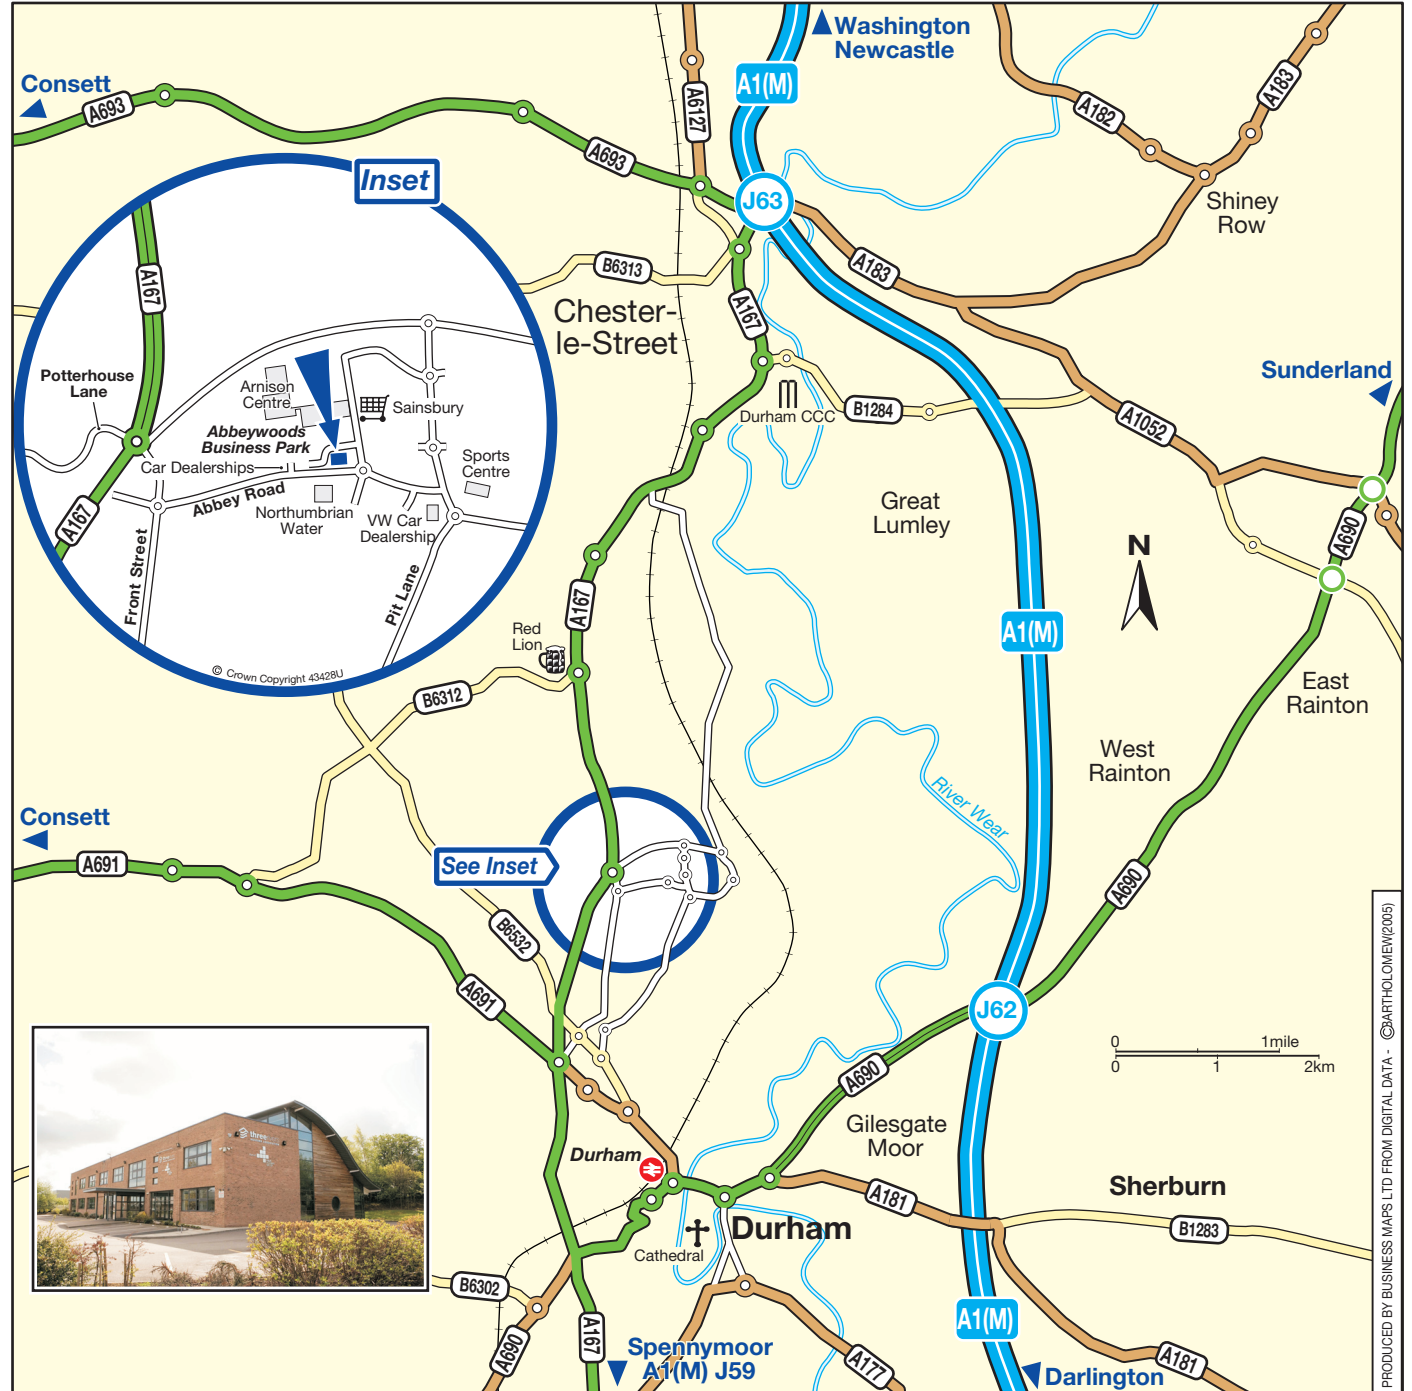 Washington
Newcastle
Consett
A693
A1(M)
A6127
A182
A183
A693
Inset
J63
Shiney
Row
A183
B6313
A167
Chester-
le-Street
A167
Potterhouse
Lane
Arnison
Centre
Sainsbury
Abbeywoods
Business Park
Car Dealerships
Sports
Centre
Abbey Road
Northumbrian
Water
VW Car
Dealership
A167
Front Street
Pit Lane
© Crown Copyright 43428U
Durham CCC
B1284
Sunderland
A1052
Great
Lumley
A690
N
A167
A1(M)
Red
Lion
B6312
East
Rainton
West
Rainton
River Wear
Consett
A691
See Inset
A690
B6532
A691
J62
0 1mile
0 1 2km
A690
Gilesgate
Moor
three
Durham
Sherburn
A181
B1283
Durham
Cathedral
B6302
A690
A167
A1(M)
Spennymoor
A1(M) J59
A177
A181
Darlington
PRODUCED BY BUSINESS MAPS LTD FROM DIGITAL DATA - ©BARTHOLOMEW(2005)